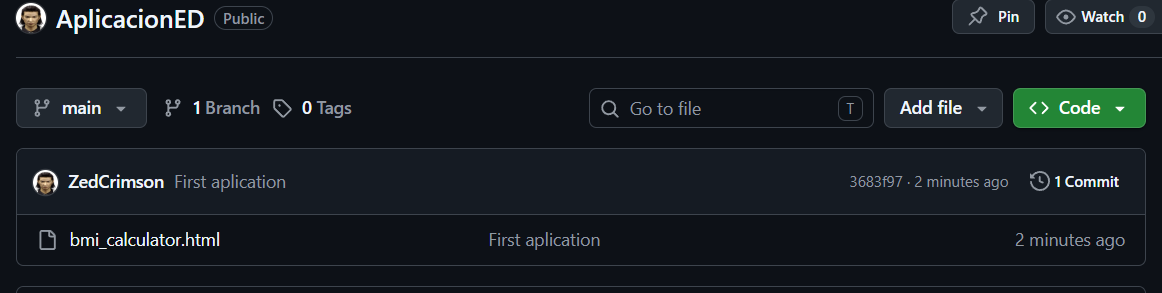 AplicacionED Public Pin Watch 0
main 1 Branch 0 Tags Go to file T Add file Code
ZedCrimson First aplication 3683f97 · 2 minutes ago 1 Commit
bmi_calculator.html First aplication 2 minutes ago